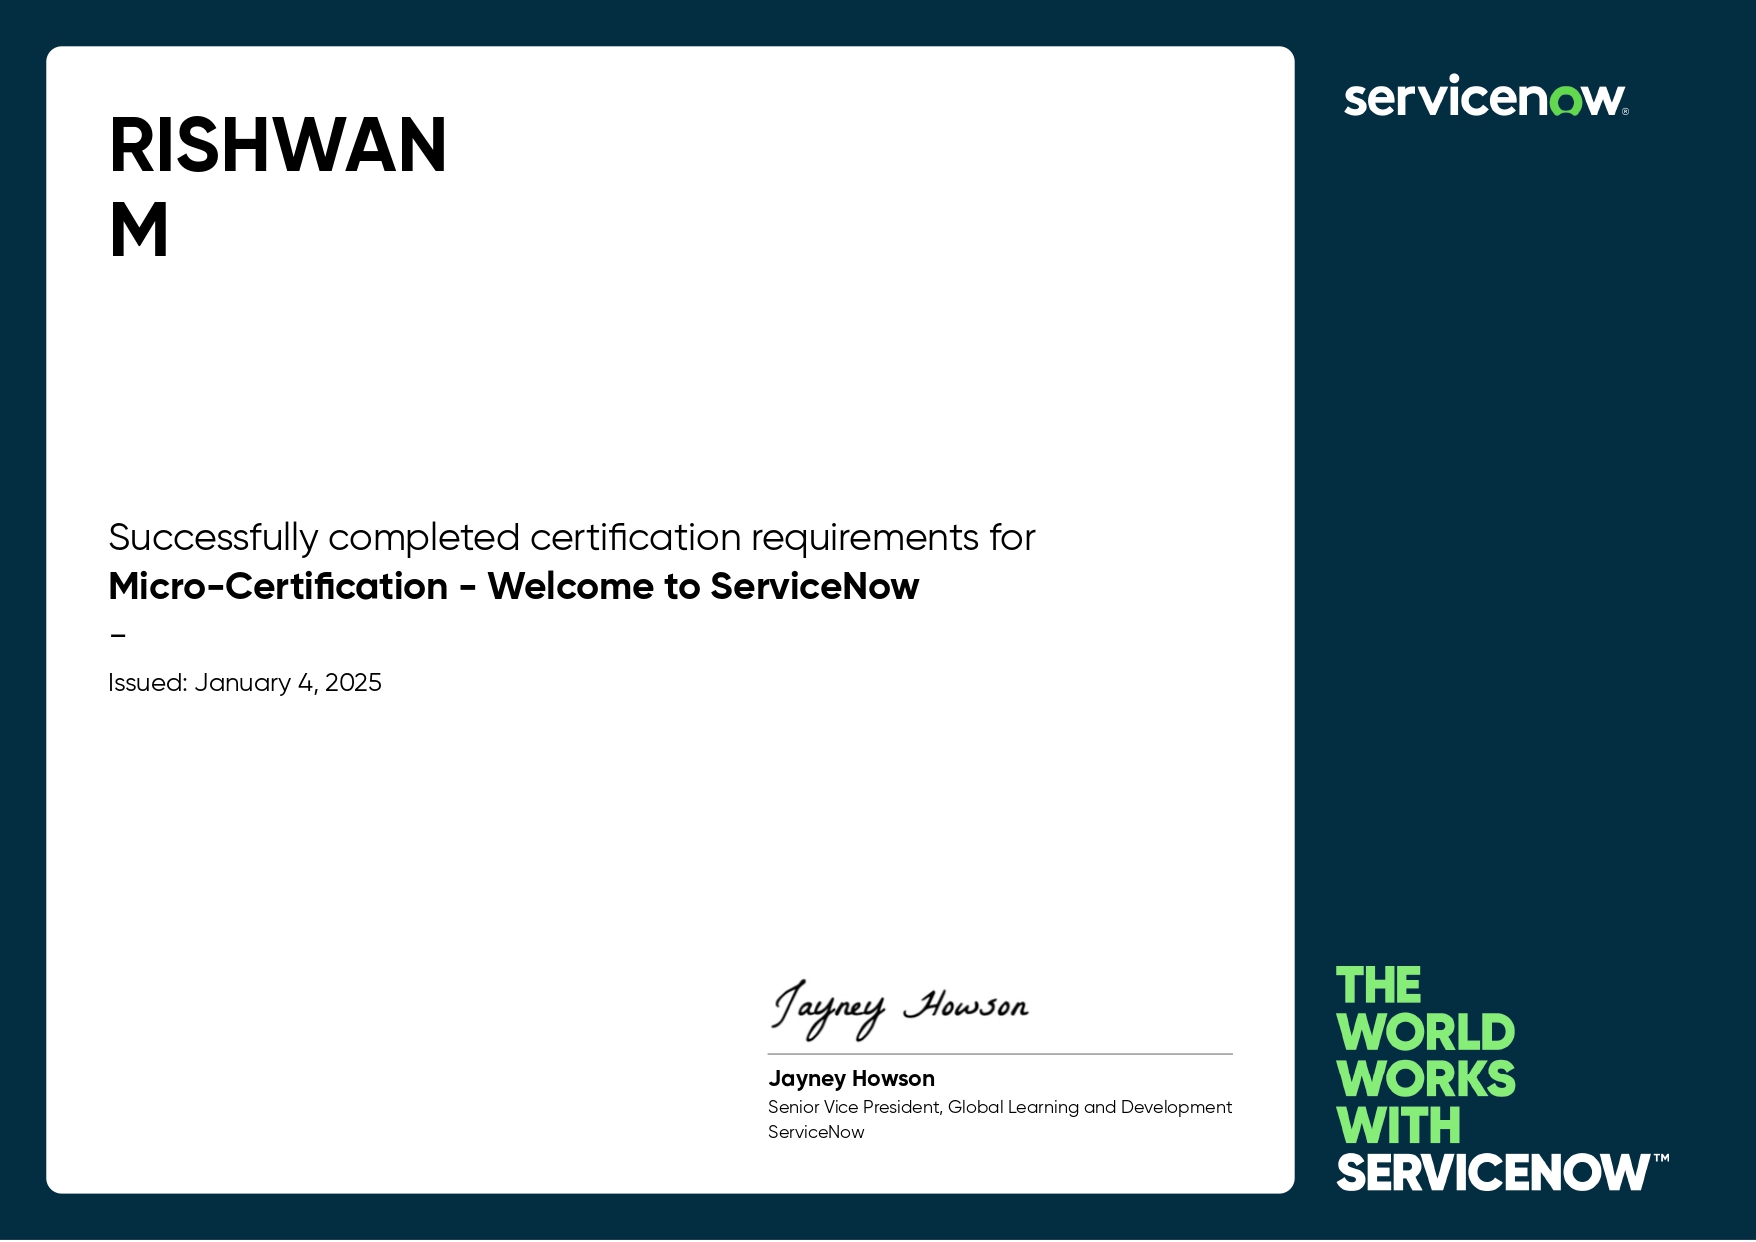 RISHWAN
M
Successfully completed certification requirements for
Micro-Certification - Welcome to ServiceNow
–
Issued: January 4, 2025
Jayney Howson
Jayney Howson
Senior Vice President, Global Learning and Development
ServiceNow
servicenow®
THE
WORLD
WORKS
WITH
SERVICENOW™